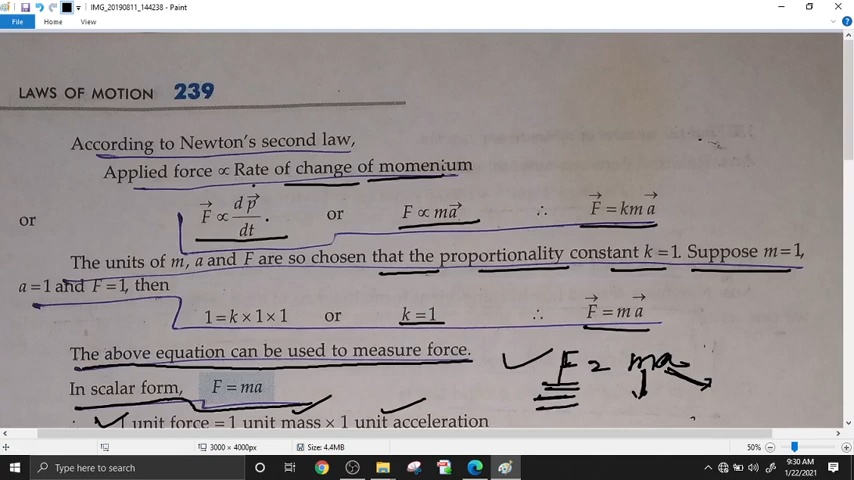 IMG_20190811_144238 - Paint
File Home View
LAWS OF MOTION 239
According to Newton's second law,
Applied force ∝ Rate of change of momentum
or F⃗ ∝ dp⃗/dt . or F ∝ ma⃗ ∴ F⃗ = km a⃗
The units of m, a and F are so chosen that the proportionality constant k = 1. Suppose m = 1,
a = 1 and F = 1, then
1 = k × 1 × 1 or k = 1 ∴ F⃗ = m a⃗
The above equation can be used to measure force.
F = ma
In scalar form, F = ma
∴ 1 unit force = 1 unit mass × 1 unit acceleration
3000 × 4000px Size: 4.4MB 50%
Type here to search
9:30 AM
1/22/2021